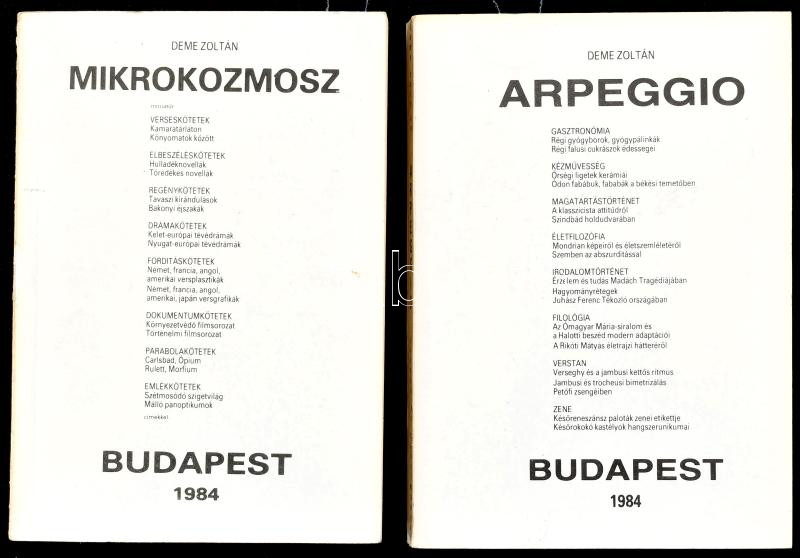 DEME ZOLTÁN
MIKROKOZMOSZ
miniatűr
VERSESKÖTETEK
Kamaratárlaton
Könyomatok között
ELBESZÉLÉSKÖTETEK
Hulladéknovellák
Töredékes novellák
REGÉNYKÖTETEK
Tavaszi kirándulások
Bakonyi éjszakák
DRÁMAKÖTETEK
Kelet-európai tévédrámák
Nyugat-európai tévédrámák
FORDÍTÁSKÖTETEK
Német, francia, angol,
amerikai versplasztikák
Német, francia, angol,
amerikai, japán versgrafikák
DOKUMENTUMKÖTETEK
Környezetvédő filmsorozat
Történelmi filmsorozat
PARABOLAKÖTETEK
Carlsbad, Ópium
Rulett, Morfium
EMLÉKKÖTETEK
Szétmosódó szigetvilág
Málló panoptikumok
címekkel
BUDAPEST
1984
DEME ZOLTÁN
ARPEGGIO
GASZTRONÓMIA
Régi gyógyborok, gyógypálinkák
Régi falusi cukrászok édességei
KÉZMŰVESSÉG
Őrségi ligetek kerámiái
Ódon fabábuk, fababák a békési temetőben
MAGATARTÁSTÖRTÉNET
A klasszicista attitűdről
Szindbád holdudvarában
ÉLETFILOZÓFIA
Mondrian képeiről és életszemléletéről
Szemben az abszurditással
IRODALOMTÖRTÉNET
Érzelem és tudás Madách Tragédiájában
Hagyományrétegek
Juhász Ferenc Tékozló országában
FILOLÓGIA
Az Ómagyar Mária-siralom és
a Halotti beszéd modern adaptációi
A Rikóti Mátyás életrajzi hátteréről
VERSTAN
Verseghy és a jambusi kettős ritmus
Jambusi és trocheusi bimetrizálás
Petőfi zsengéiben
ZENE
Későreneszánsz paloták zenei etikettje
Későrokokó kastélyok hangszerunikumai
BUDAPEST
1984